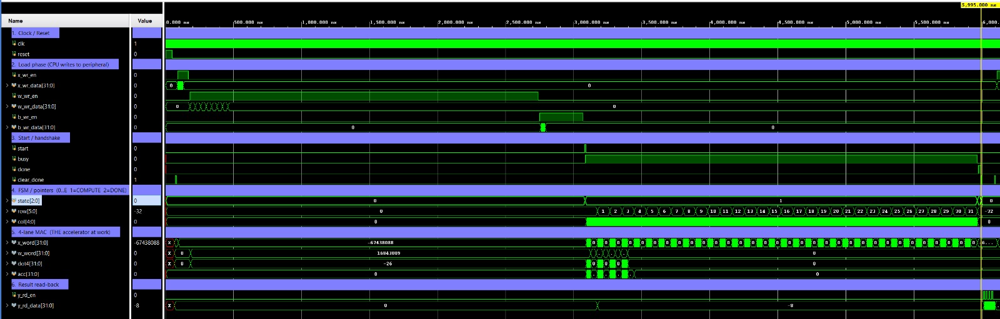 5,995.000 ns
Name Value 0.000 ns 500.000 ns 1,000.000 ns 1,500.000 ns 2,000.000 ns 2,500.000 ns 3,000.000 ns 3,500.000 ns 4,000.000 ns 4,500.000 ns 5,000.000 ns 5,500.000 ns 6,000.
1. Clock / Reset
clk 1
reset 0
2. Load phase (CPU writes to peripheral)
x_wr_en 0
x_wr_data[31:0] 0 0 0
w_wr_en 0
w_wr_data[31:0] 0 0 0
b_wr_en 0
b_wr_data[31:0] 0 0 0
3. Start / handshake
start 0
busy 0
done 0
clear_done 1
4. FSM / pointers (0...E 1=COMPUTE 2=DONE)
state[2:0] 0 0 1 0
row[5:0] -32 0 1 2 3 4 5 6 7 8 9 10 11 12 13 14 15 16 17 18 19 20 21 22 23 24 25 26 27 28 29 30 31 -32
col[4:0] 0 0 0
5. 4-lane MAC (THE accelerator at work)
x_word[31:0] -67438088 x -67438088 0 0 0 0 0 0 0 0 0 0 0 0 0 0 0 0 0 0 0 0 0 0 0 0 0 0 0 0 0 0 0 0 -6...
w_word[31:0] 0 x 0 16843009 0
dot4[31:0] 0 x 0 -26 0 0 0 0
acc[31:0] 0 0 0
6. Result read-back
y_rd_en 0
y_rd_data[31:0] -8 x 0 -8